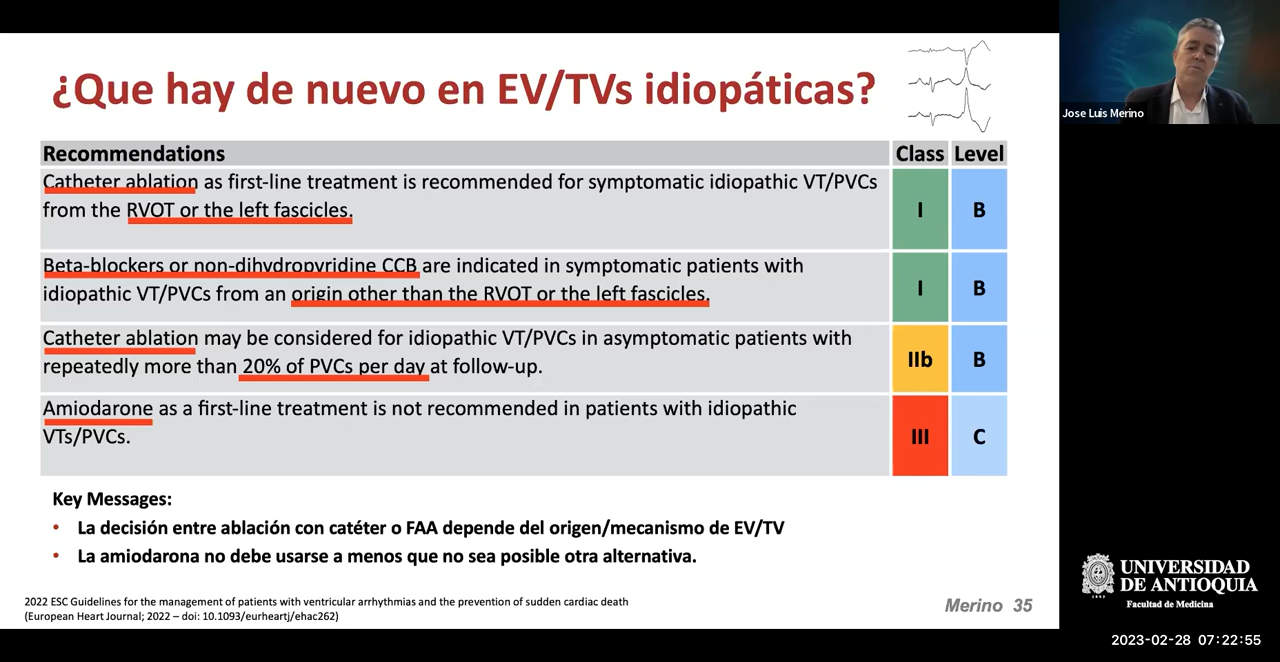 ¿Que hay de nuevo en EV/TVs idiopáticas?
Jose Luis Merino
Recommendations Class Level
Catheter ablation as first-line treatment is recommended for symptomatic idiopathic VT/PVCs
from the RVOT or the left fascicles.
I B
Beta-blockers or non-dihydropyridine CCB are indicated in symptomatic patients with
idiopathic VT/PVCs from an origin other than the RVOT or the left fascicles.
I B
Catheter ablation may be considered for idiopathic VT/PVCs in asymptomatic patients with
repeatedly more than 20% of PVCs per day at follow-up.
IIb B
Amiodarone as a first-line treatment is not recommended in patients with idiopathic
VTs/PVCs.
III C
Key Messages:
• La decisión entre ablación con catéter o FAA depende del origen/mecanismo de EV/TV
• La amiodarona no debe usarse a menos que no sea posible otra alternativa.
2022 ESC Guidelines for the management of patients with ventricular arrhythmias and the prevention of sudden cardiac death
(European Heart Journal; 2022 – doi: 10.1093/eurheartj/ehac262)
Merino 35
UNIVERSIDAD
DE ANTIOQUIA
Facultad de Medicina
2023-02-28 07:22:55